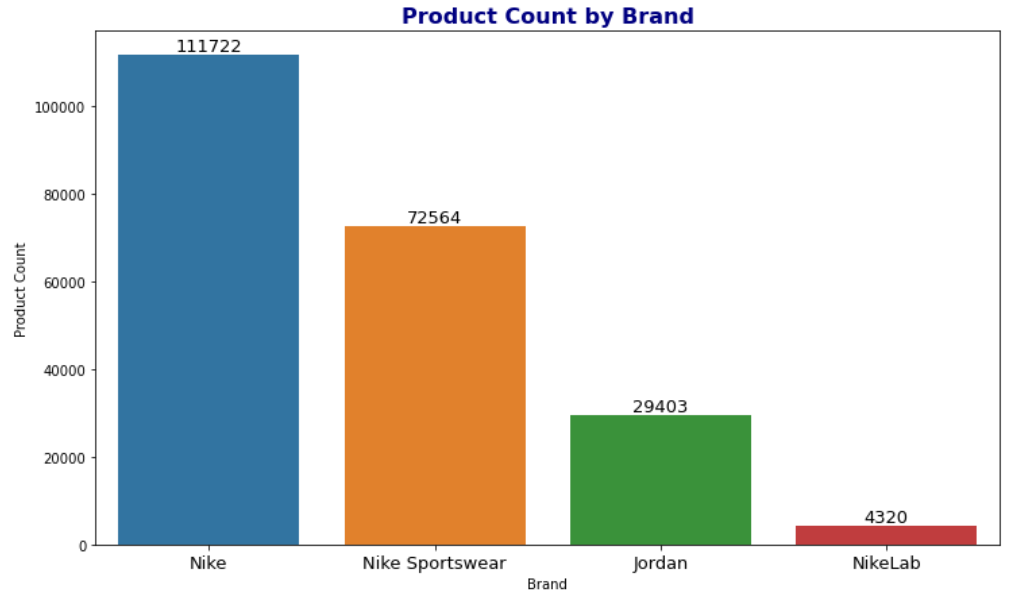 Product Count by Brand
111722
72564
29403
4320
100000
80000
60000
40000
20000
0
Product Count
Nike
Nike Sportswear
Jordan
NikeLab
Brand